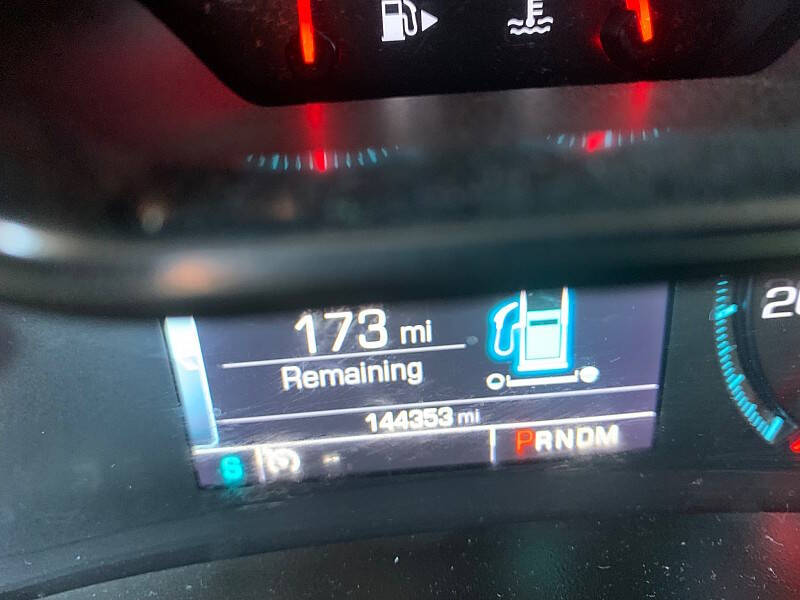 173 mi
Remaining
144353 mi
S
PRNDM